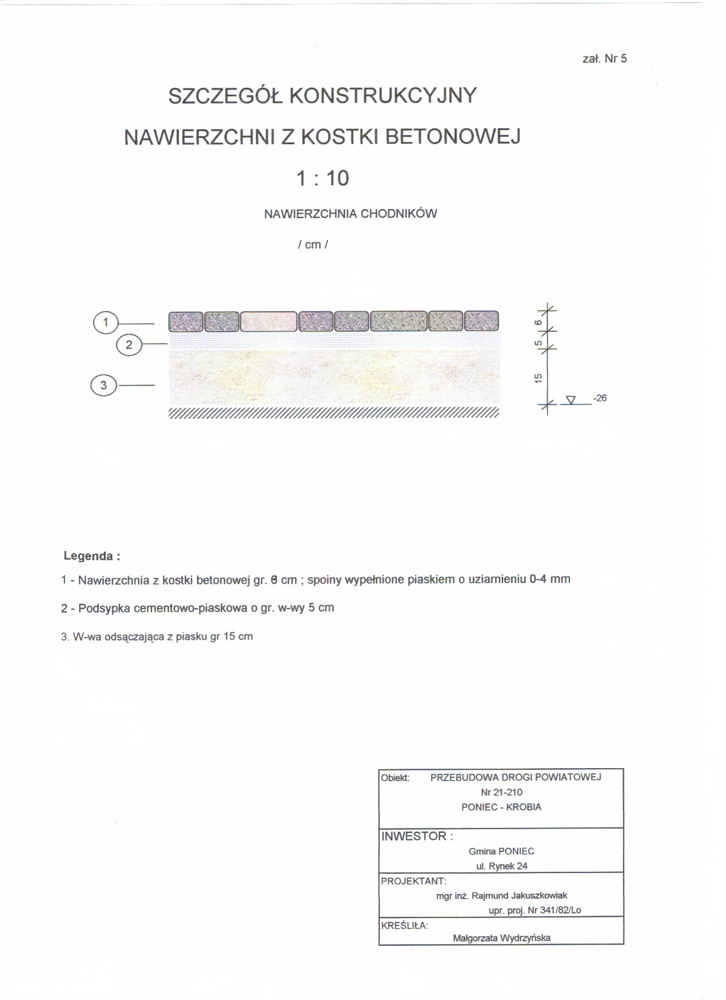 zał. Nr 5
SZCZEGÓŁ KONSTRUKCYJNY
NAWIERZCHNI Z KOSTKI BETONOWEJ
1 : 10
NAWIERZCHNIA CHODNIKÓW
/ cm /
1
2
3
6
5
15
-26
Legenda :
1 - Nawierzchnia z kostki betonowej gr. 6 cm ; spoiny wypełnione piaskiem o uziarnieniu 0-4 mm
2 - Podsypka cementowo-piaskowa o gr. w-wy 5 cm
3. W-wa odsączająca z piasku gr 15 cm
Obiekt: PRZEBUDOWA DROGI POWIATOWEJ
Nr 21-210
PONIEC - KROBIA
INWESTOR :
Gmina PONIEC
ul. Rynek 24
PROJEKTANT:
mgr inż. Rajmund Jakuszkowiak
upr. proj. Nr 341/82/Lo
KREŚLIŁA:
Małgorzata Wydrzyńska